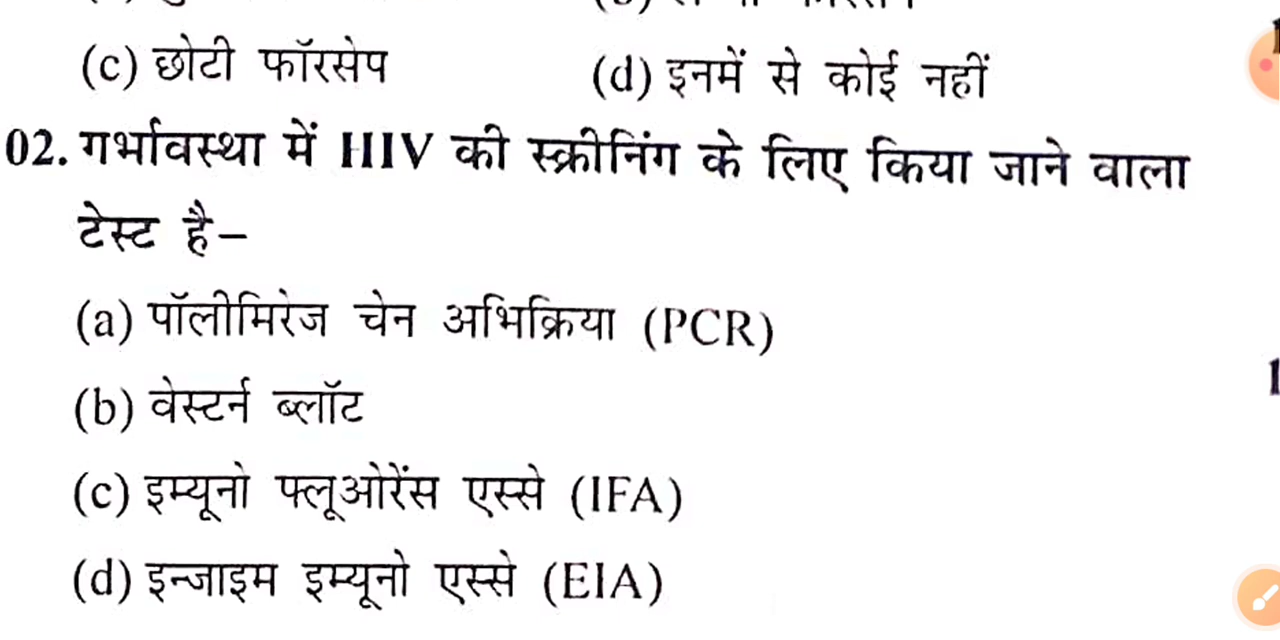 (c) छोटी फॉरसेप
(d) इनमें से कोई नहीं
02. गर्भावस्था में HIV की स्क्रीनिंग के लिए किया जाने वाला
टेस्ट है–
(a) पॉलीमिरेज चेन अभिक्रिया (PCR)
(b) वेस्टर्न ब्लॉट
(c) इम्यूनो फ्लूओरेंस एस्से (IFA)
(d) इन्जाइम इम्यूनो एस्से (EIA)